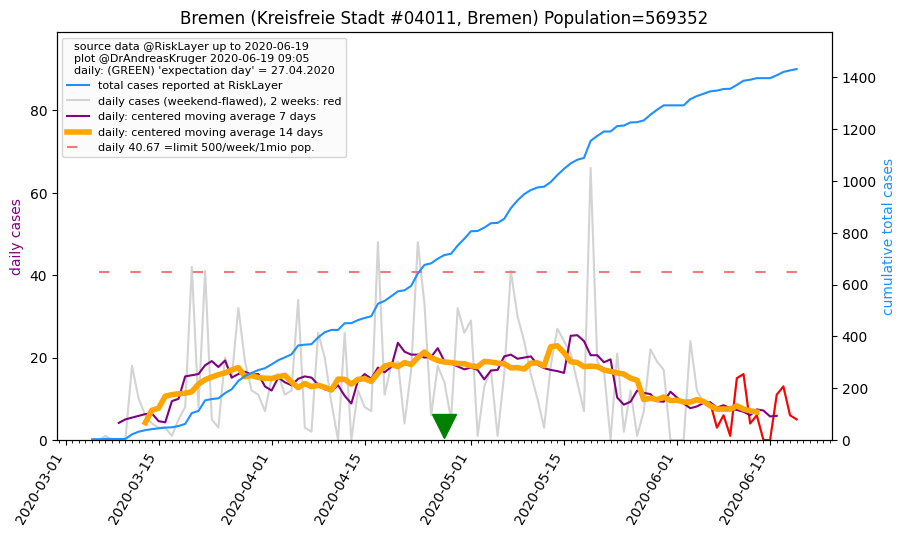 Bremen (Kreisfreie Stadt #04011, Bremen) Population=569352
source data @RiskLayer up to 2020-06-19
plot @DrAndreasKruger 2020-06-19 09:05
daily: (GREEN) 'expectation day' = 27.04.2020
total cases reported at RiskLayer
daily cases (weekend-flawed), 2 weeks: red
daily: centered moving average 7 days
daily: centered moving average 14 days
daily 40.67 =limit 500/week/1mio pop.
daily cases
80
60
40
20
0
cumulative total cases
1400
1200
1000
800
600
400
200
0
2020-03-01
2020-03-15
2020-04-01
2020-04-15
2020-05-01
2020-05-15
2020-06-01
2020-06-15